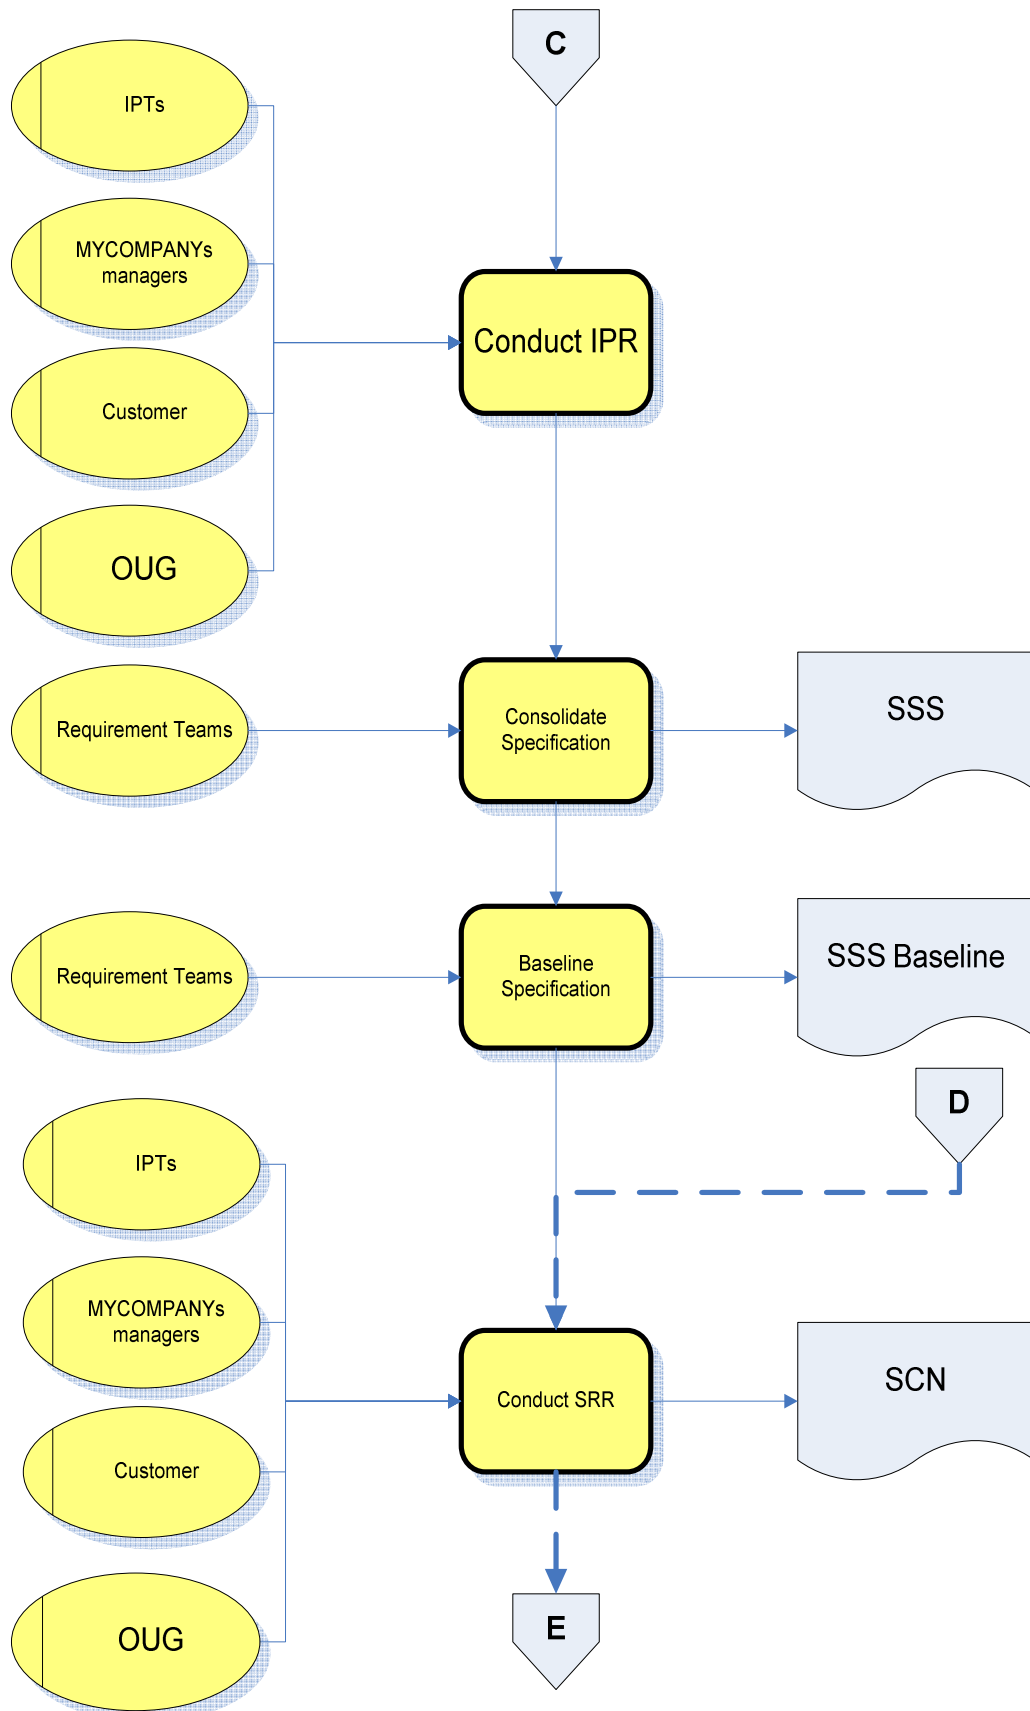 C
IPTs
MYCOMPANYs
managers
Conduct IPR
Customer
OUG
Requirement Teams
Consolidate
Specification
SSS
Requirement Teams
Baseline
Specification
SSS Baseline
D
IPTs
MYCOMPANYs
managers
Conduct SRR
SCN
Customer
OUG
E